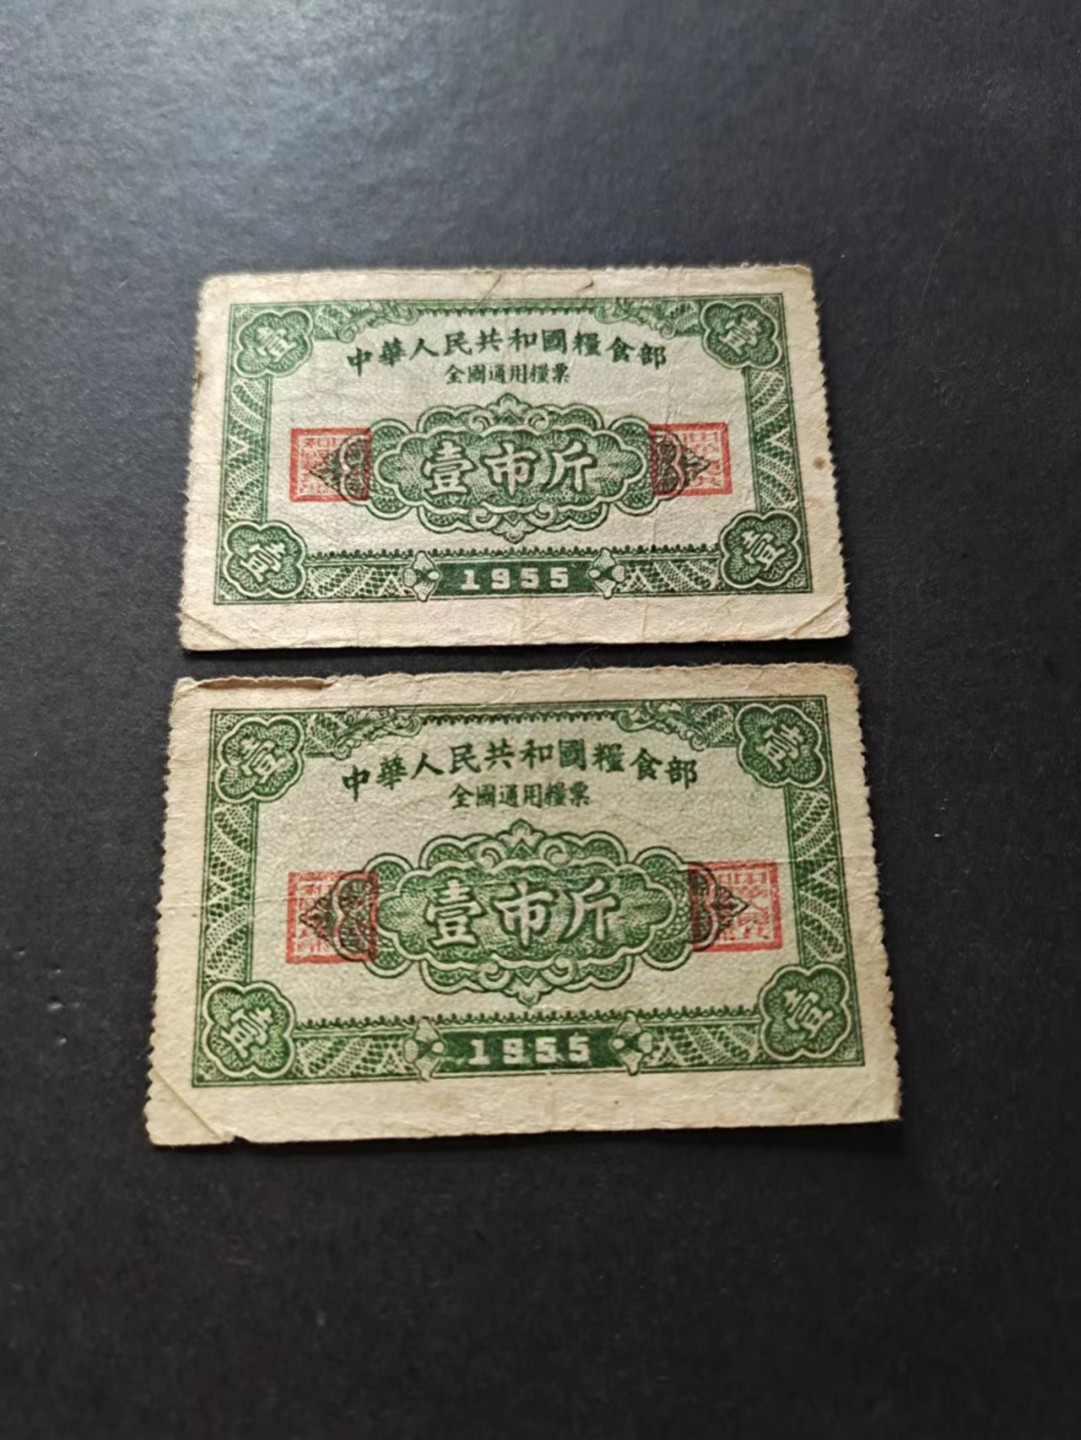 壹 壹
中華人民共和國糧食部
全國通用糧票
壹市斤
壹 壹
1955
壹 壹
中華人民共和國糧食部
全國通用糧票
壹市斤
壹 壹
1955